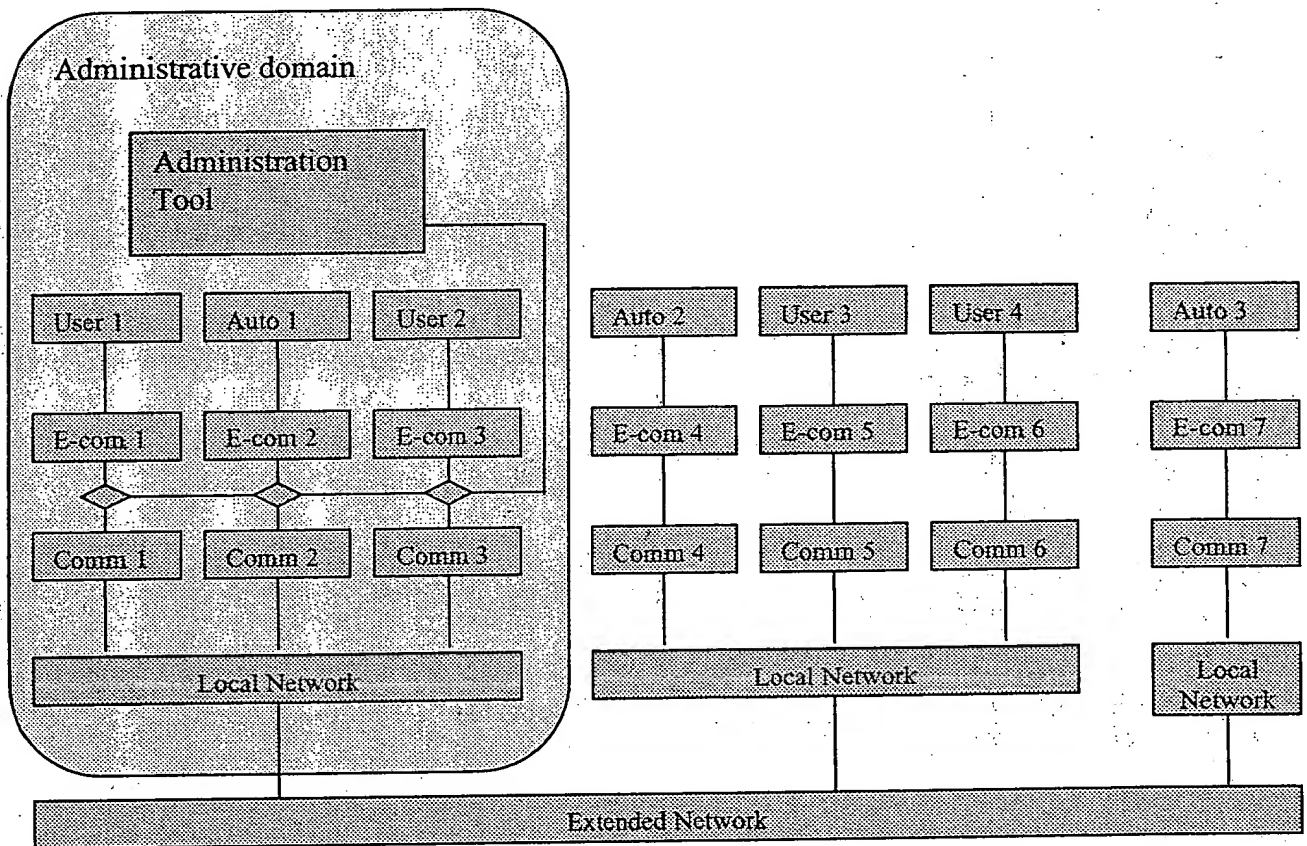 Administrative domain
Administration
Tool
User 1
Auto 1
User 2
Auto 2
User 3
User 4
Auto 3
E-com 1
E-com 2
E-com 3
E-com 4
E-com 5
E-com 6
E-com 7
Comm 1
Comm 2
Comm 3
Comm 4
Comm 5
Comm 6
Comm 7
Local Network
Local Network
Local
Network
Extended Network